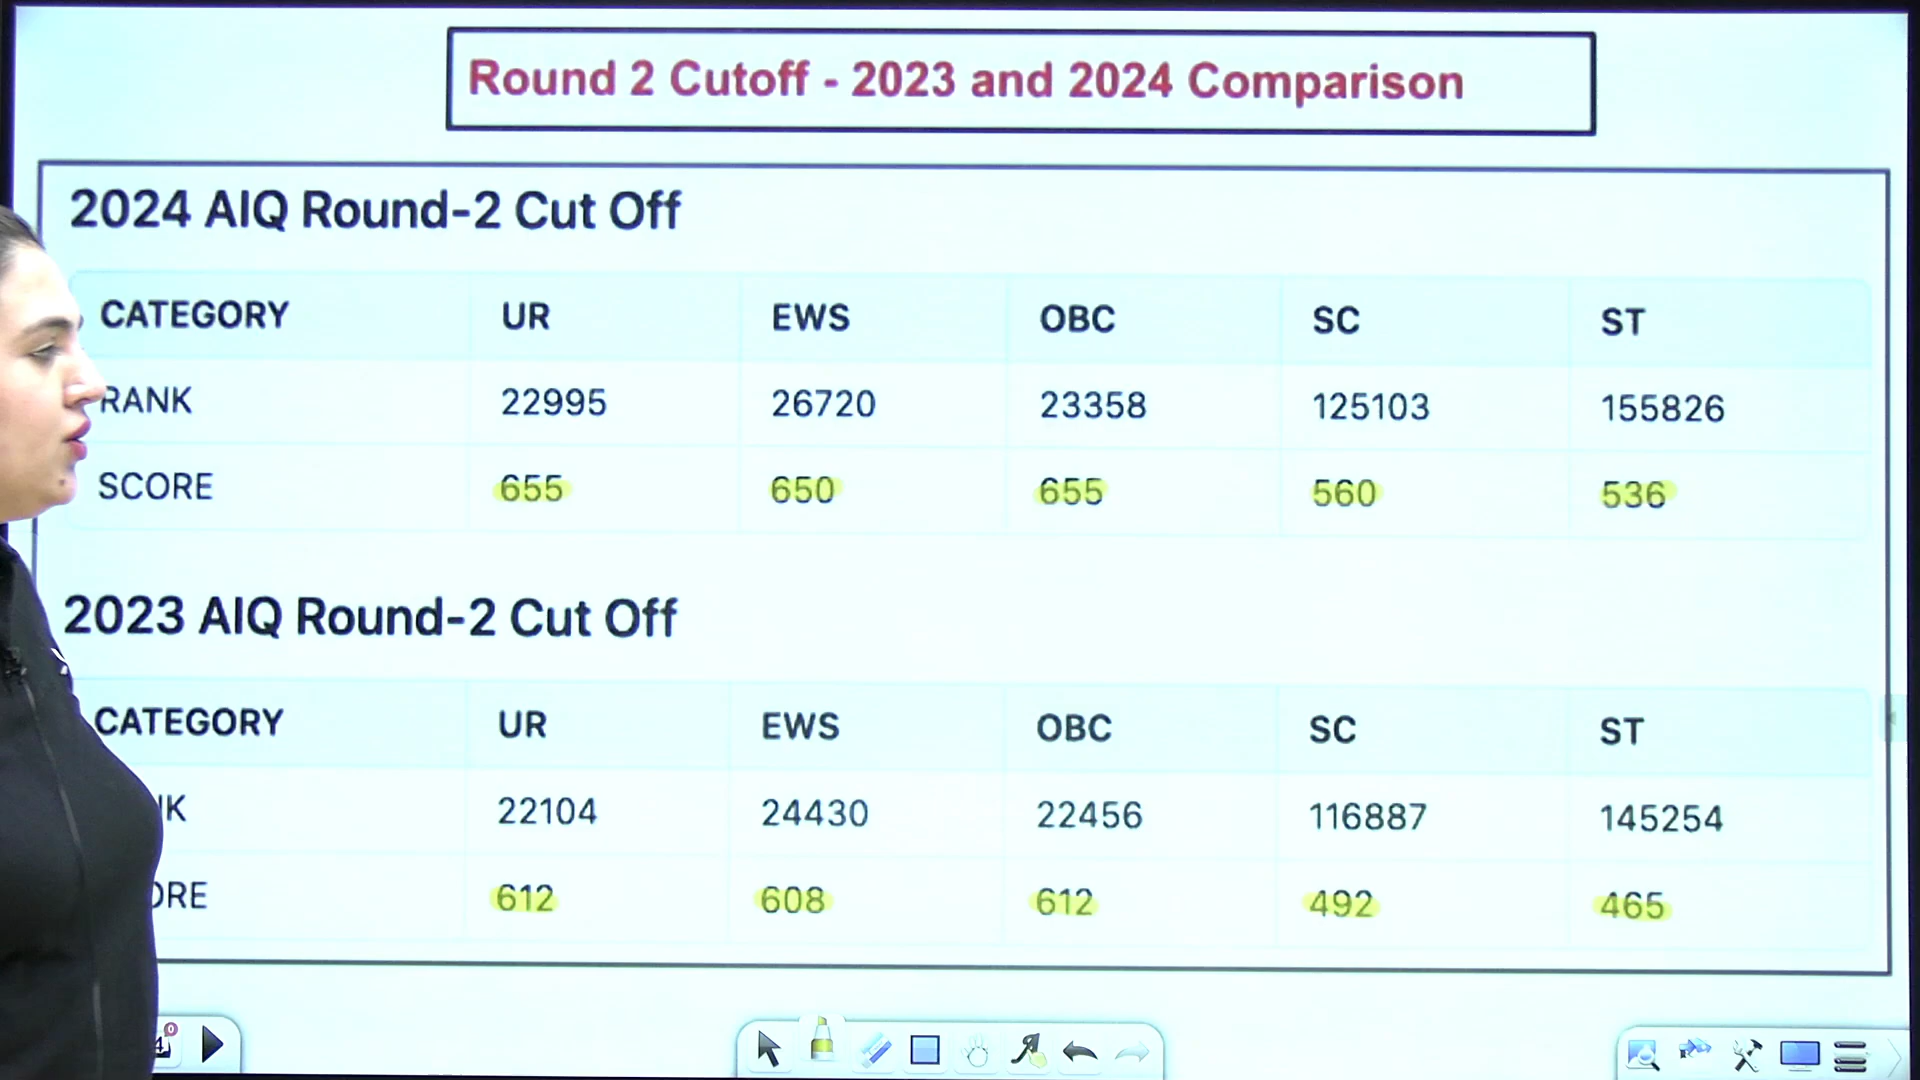 Round 2 Cutoff - 2023 and 2024 Comparison
2024 AIQ Round-2 Cut Off
CATEGORY UR EWS OBC SC ST
RANK 22995 26720 23358 125103 155826
SCORE 655 650 655 560 536
2023 AIQ Round-2 Cut Off
CATEGORY UR EWS OBC SC ST
22104 24430 22456 116887 145254
612 608 612 492 465